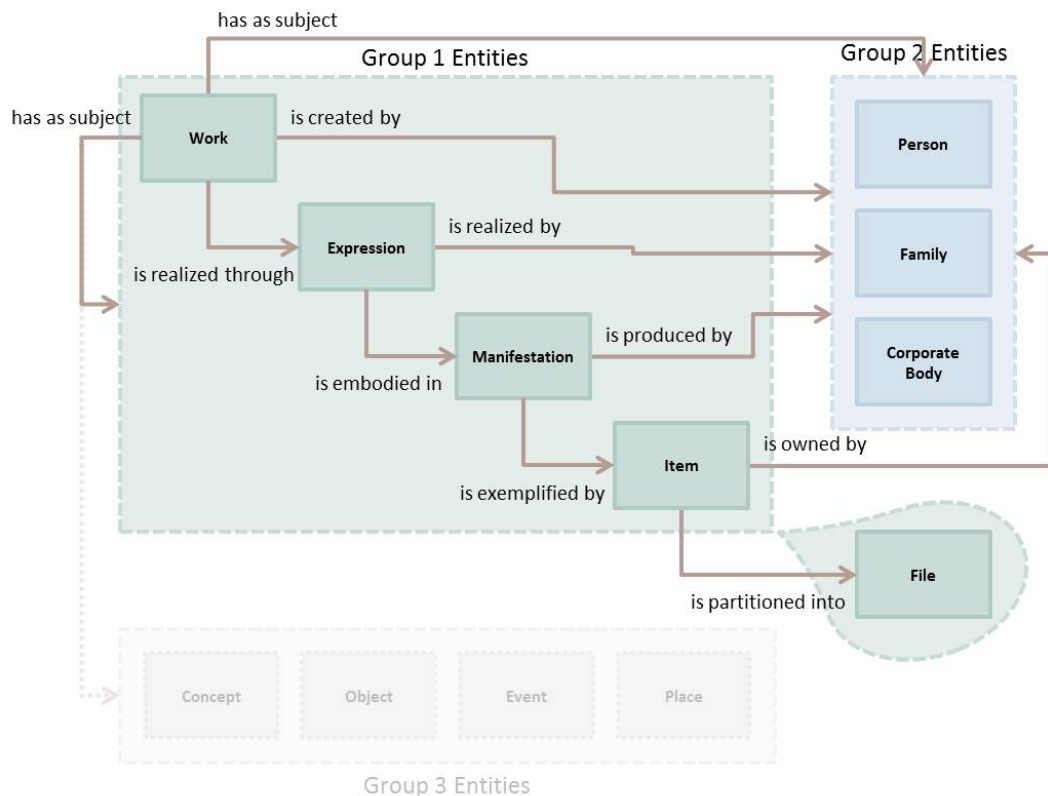 has as subject
Group 1 Entities
Group 2 Entities
has as subject
Work
is created by
Person
Expression
is realized by
Family
is realized through
Manifestation
is produced by
Corporate
Body
is embodied in
Item
is owned by
is exemplified by
File
is partitioned into
Concept
Object
Event
Place
Group 3 Entities